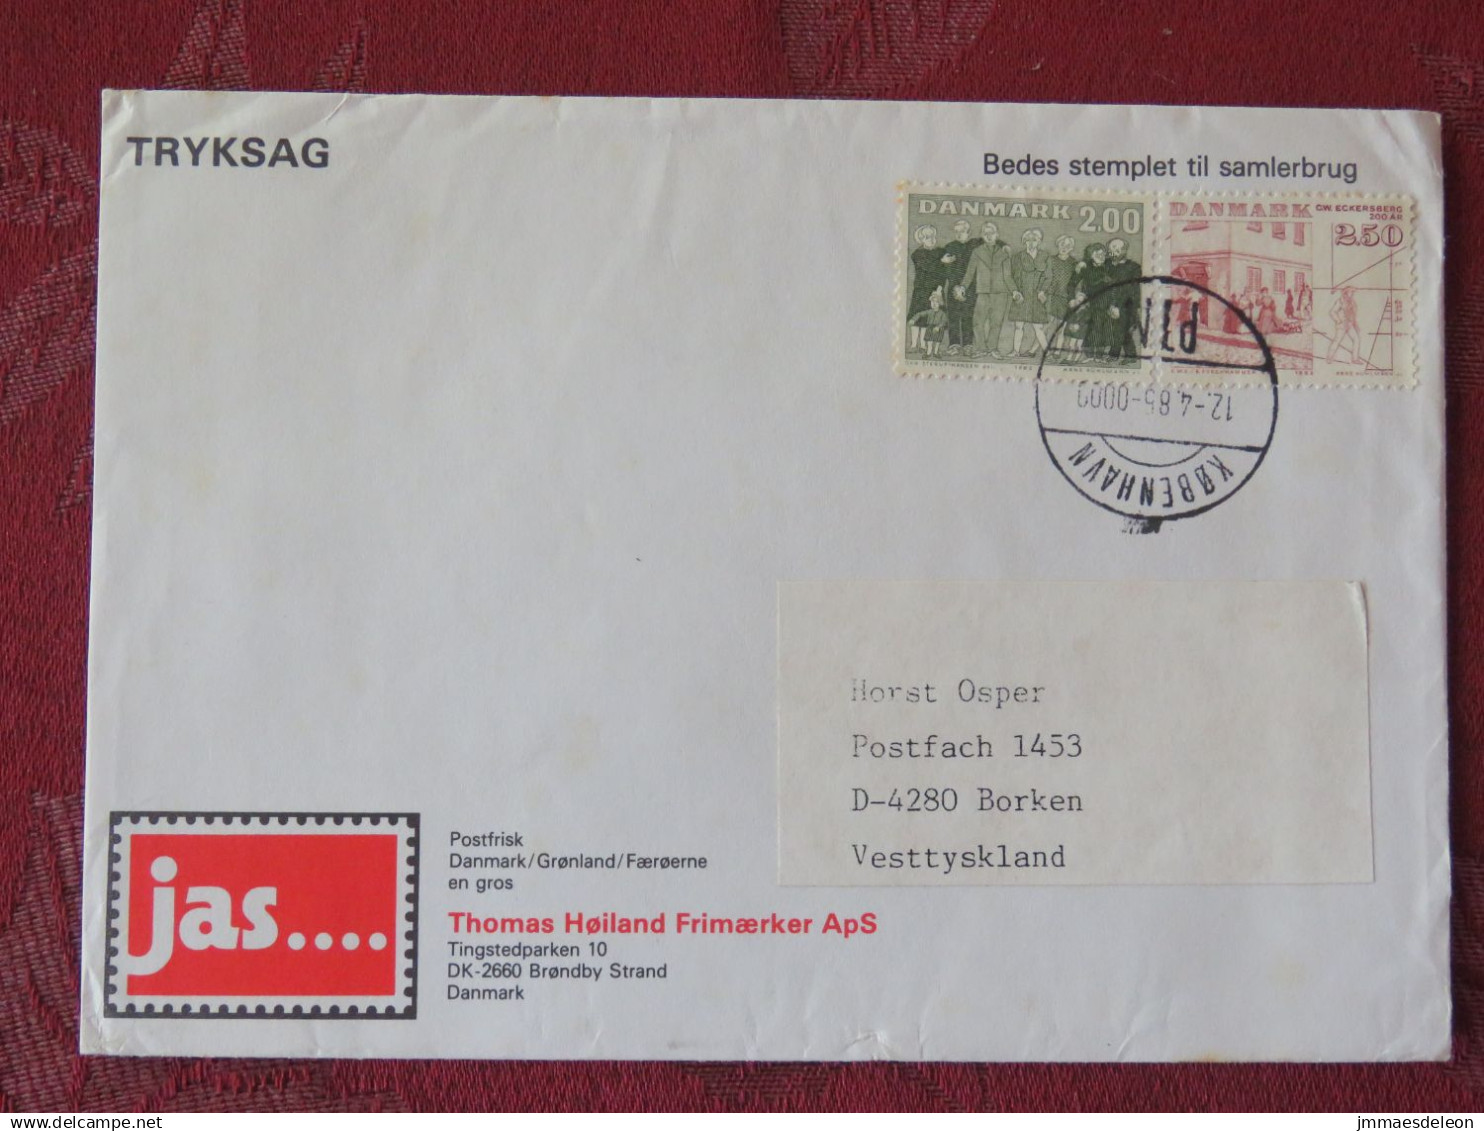 TRYKSAG
Bedes stemplet til samlerbrug
DANMARK 2.00
DANMARK C.W. ECKERSBERG
200 ÅR
2.50
12.-4.85-0000
KØBENHAVN
Horst Osper
Postfach 1453
D-4280 Borken
Vesttyskland
jas....
Postfrisk
Danmark/Grønland/Færøerne
en gros
Thomas Høiland Frimærker ApS
Tingstedparken 10
DK-2660 Brøndby Strand
Danmark
delcampe.net
jmmaesdeleon